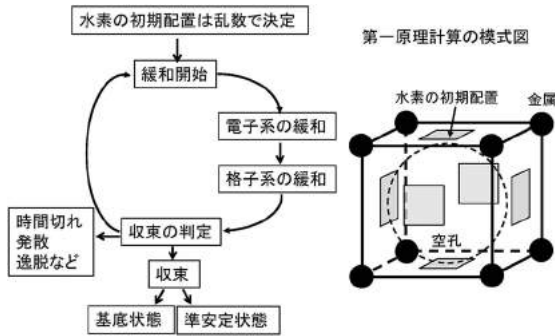 水素の初期配置は乱数で決定
緩和開始
電子系の緩和
格子系の緩和
収束の判定
時間切れ
発散
逸脱など
収束
基底状態
準安定状態
第一原理計算の模式図
水素の初期配置
金属
空孔